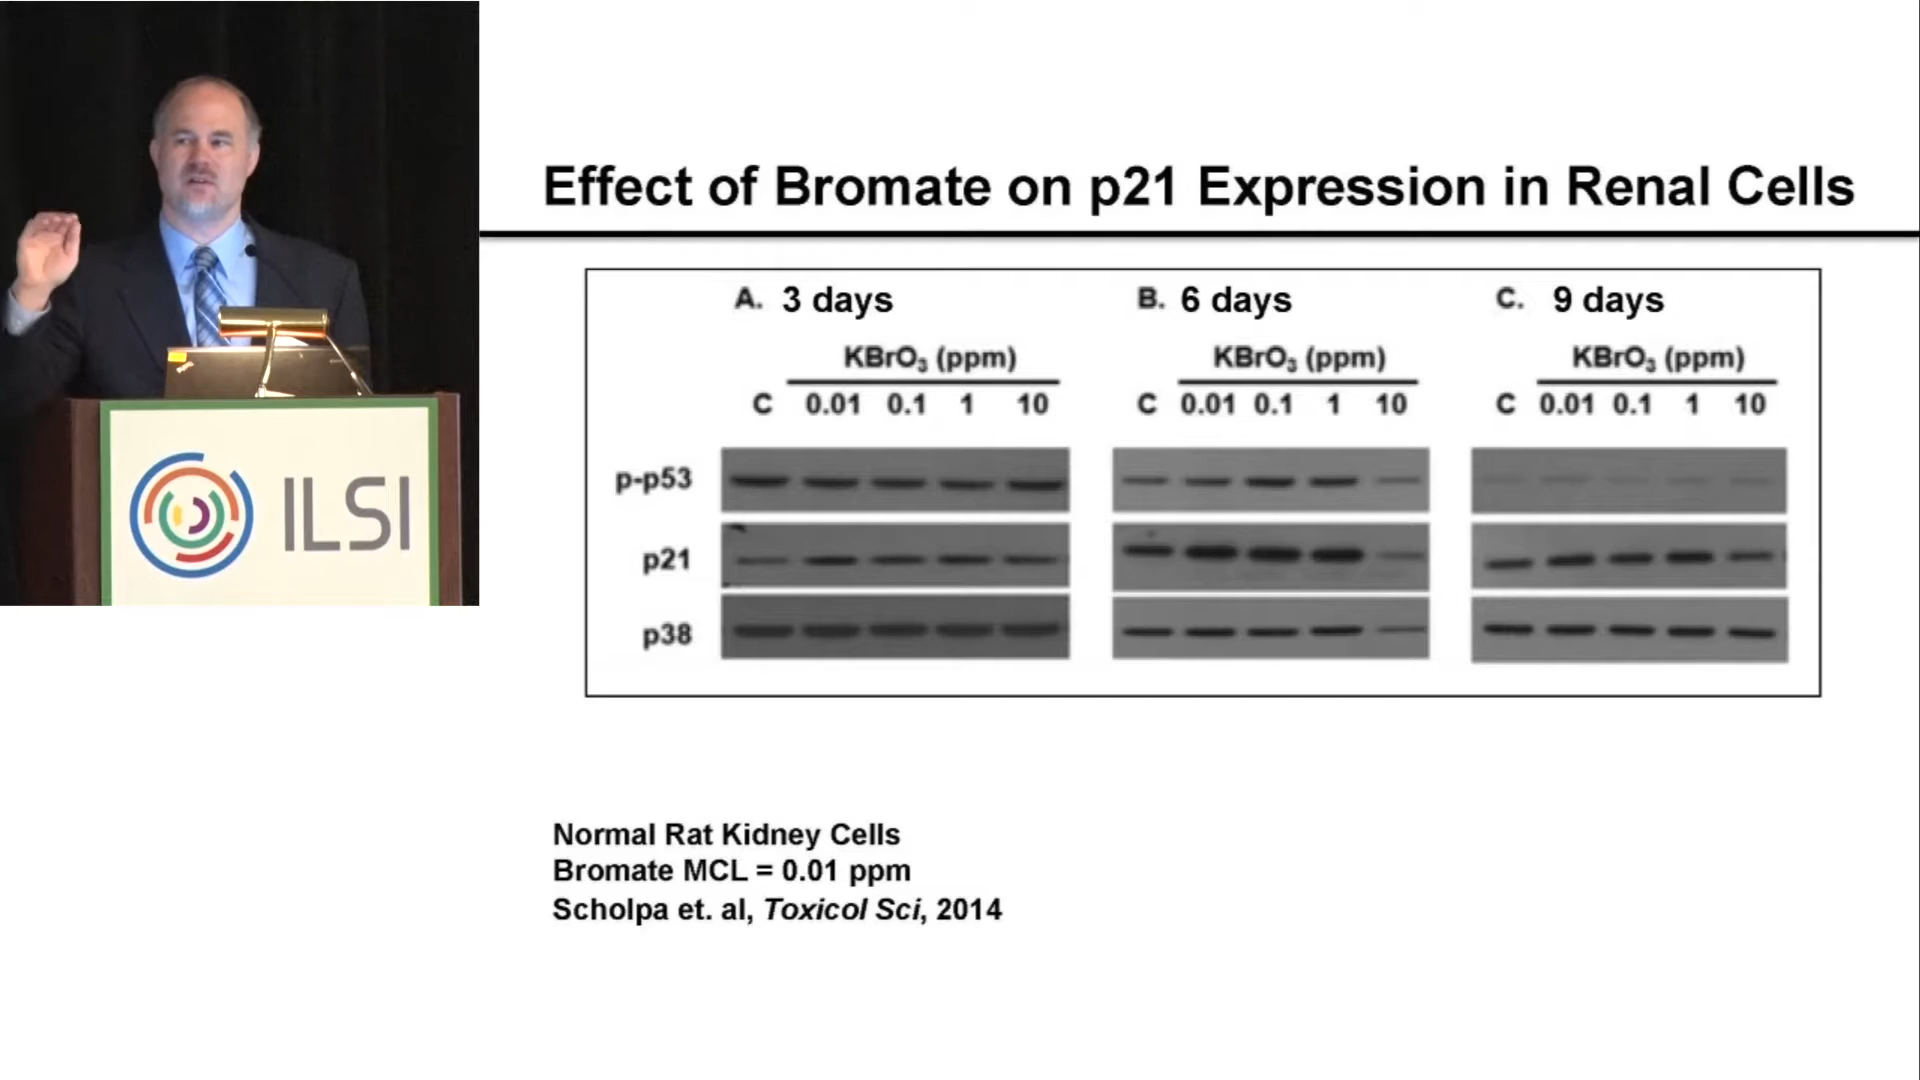 Effect of Bromate on p21 Expression in Renal Cells
A. 3 days
KBrO₃ (ppm)
C 0.01 0.1 1 10
B. 6 days
KBrO₃ (ppm)
C 0.01 0.1 1 10
C. 9 days
KBrO₃ (ppm)
C 0.01 0.1 1 10
p-p53
p21
p38
Normal Rat Kidney Cells
Bromate MCL = 0.01 ppm
Scholpa et. al, Toxicol Sci, 2014
ILSI